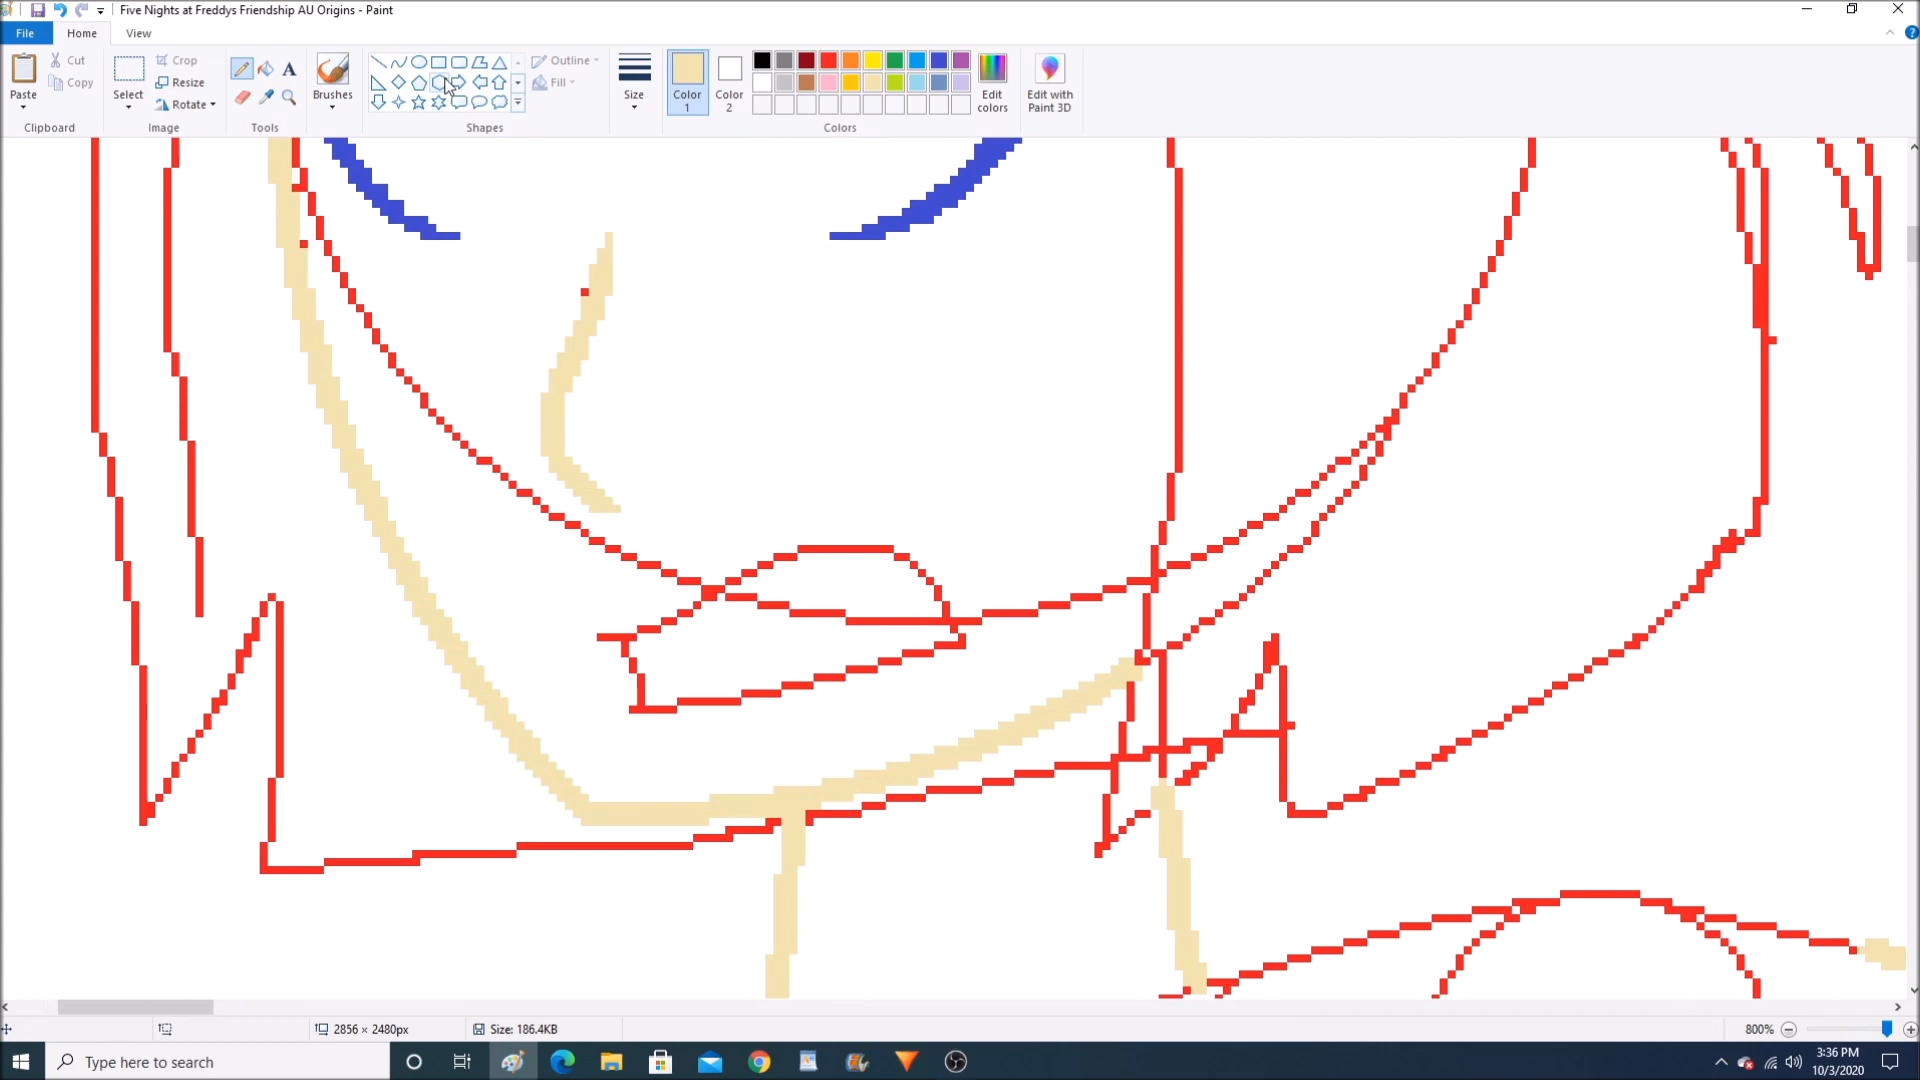 Five Nights at Freddys Friendship AU Origins - Paint
File
Home
View
Paste
Cut
Copy
Clipboard
Select
Crop
Resize
Rotate
Image
A
Tools
Brushes
Shapes
Outline
Fill
Size
Color
1
Color
2
Edit
colors
Colors
Edit with
Paint 3D
2856 × 2480px
Size: 186.4KB
800%
Type here to search
3:36 PM
10/3/2020